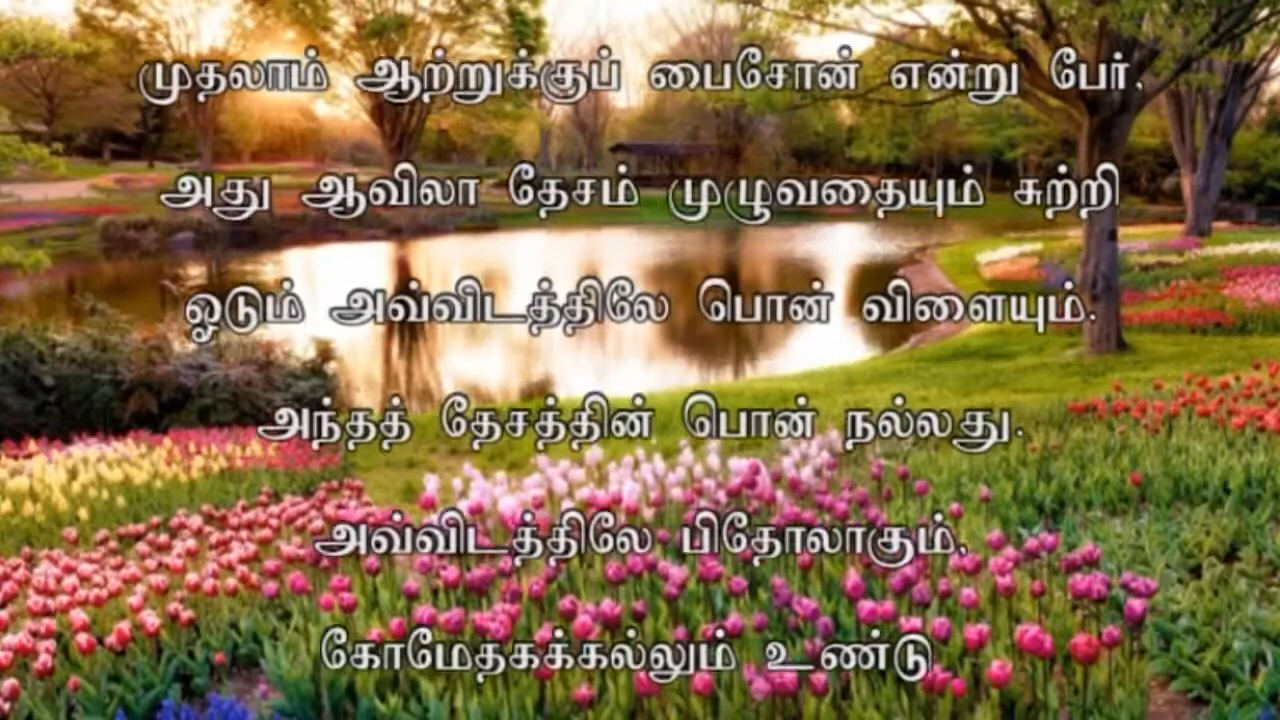 முதலாம் ஆற்றுக்குப் பைசோன் என்று பேர்,
அது ஆவிலா தேசம் முழுவதையும் சுற்றி
ஓடும் அவ்விடத்திலே பொன் விளையும்.
அந்தத் தேசத்தின் பொன் நல்லது.
அவ்விடத்திலே பிதோலாகும்,
கோமேதகக்கல்லும் உண்டு